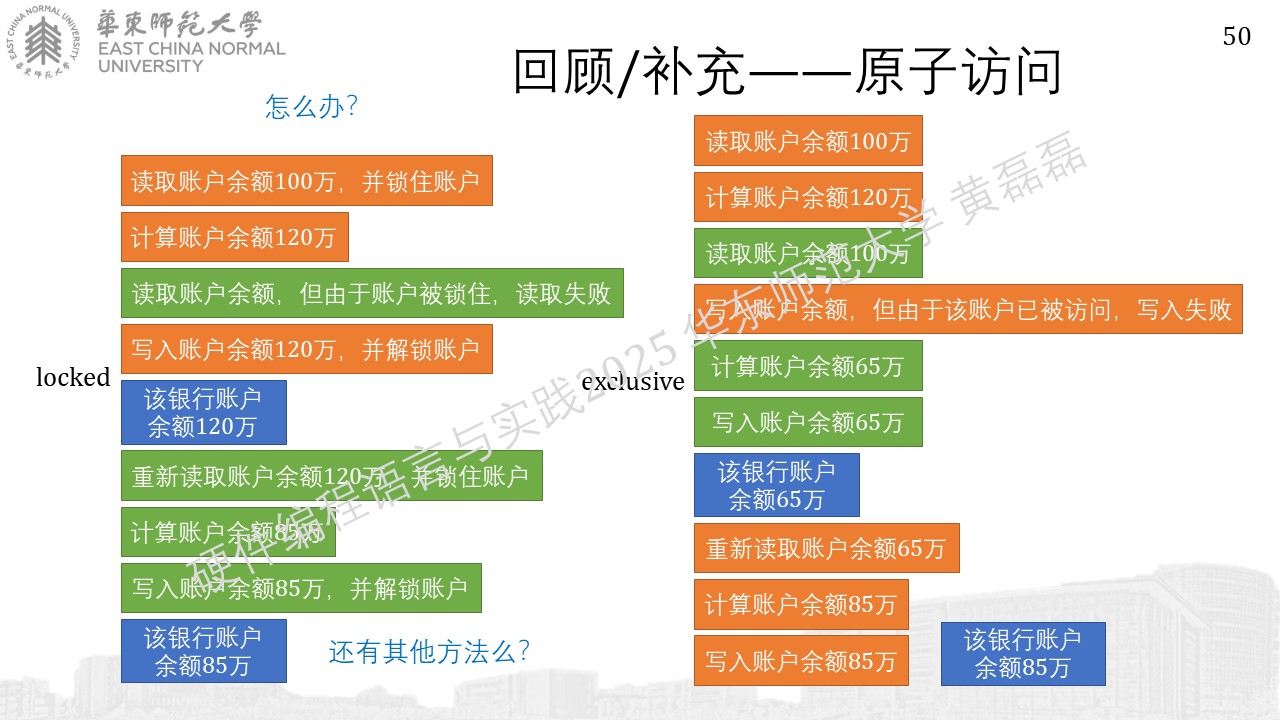 EAST CHINA NORMAL UNIVERSITY
華東師範大學
華東師範大學
EAST CHINA NORMAL
UNIVERSITY
50
回顾/补充——原子访问
怎么办?
读取账户余额100万，并锁住账户
计算账户余额120万
读取账户余额，但由于账户被锁住，读取失败
写入账户余额120万，并解锁账户
locked
该银行账户
余额120万
重新读取账户余额120万，并锁住账户
计算账户余额85万
写入账户余额85万，并解锁账户
该银行账户
余额85万
还有其他方法么?
读取账户余额100万
计算账户余额120万
读取账户余额100万
写入账户余额，但由于该账户已被访问，写入失败
exclusive
计算账户余额65万
写入账户余额65万
该银行账户
余额65万
重新读取账户余额65万
计算账户余额85万
写入账户余额85万
该银行账户
余额85万
硬件编程语言与实践2025 华东师范大学 黄磊磊